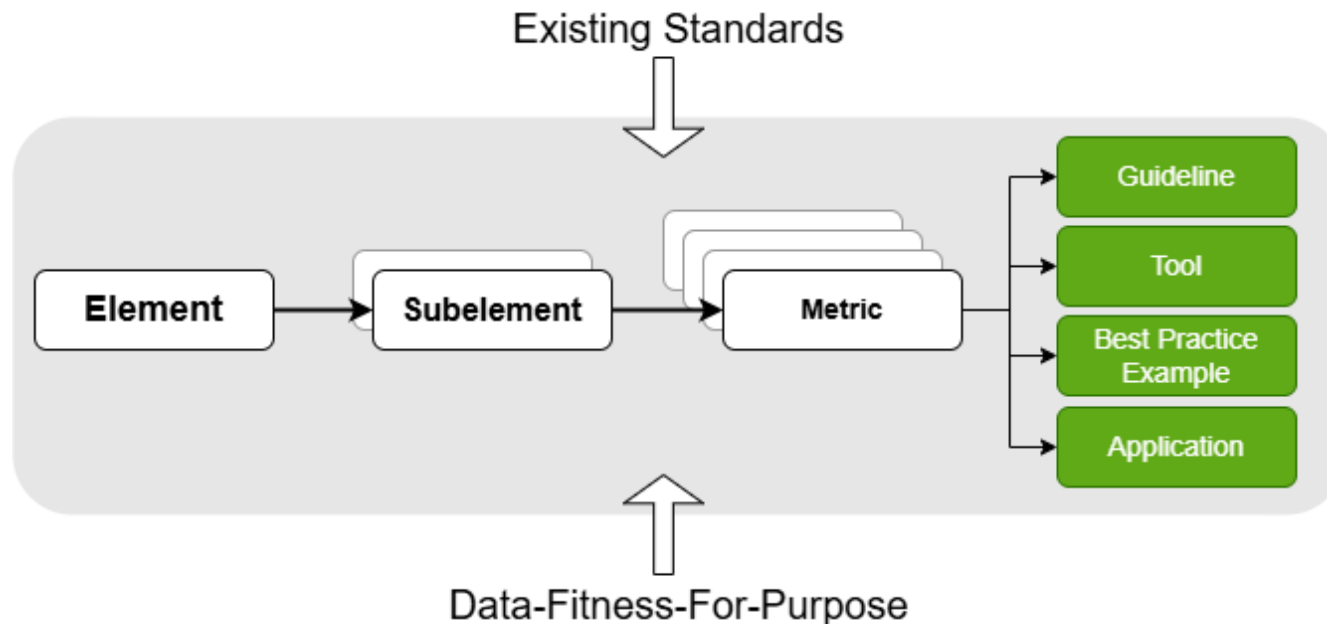 Existing Standards
Guideline
Tool
Element
Subelement
Metric
Best Practice
Example
Application
Data-Fitness-For-Purpose